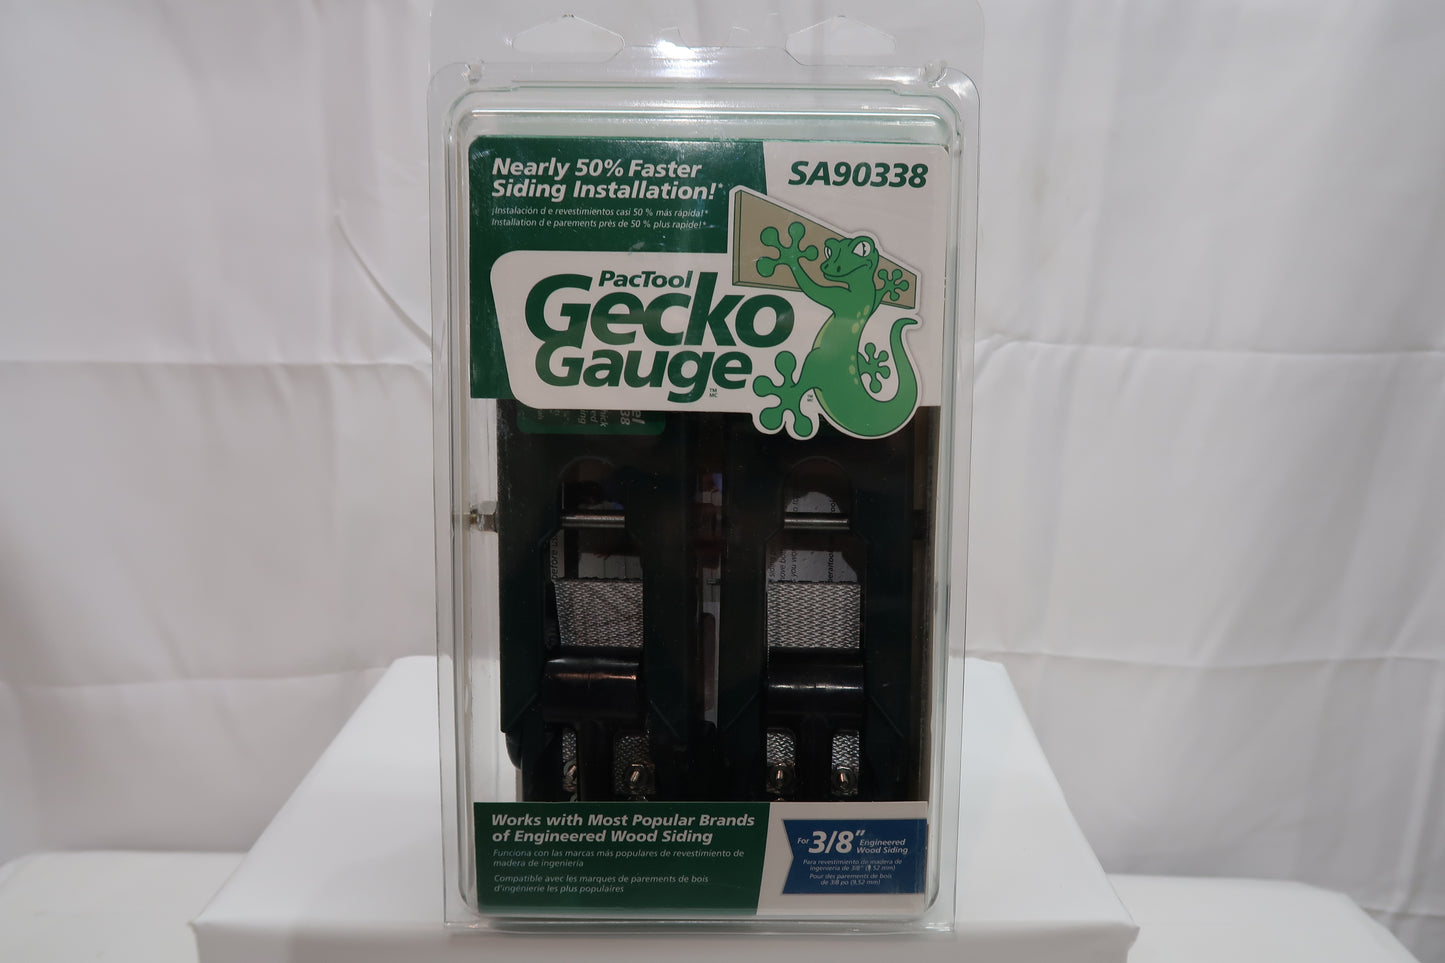 Nearly 50% Faster
Siding Installation!*
¡Instalación d e revestimientos casi 50 % más rápida!*
Installation d e parements près de 50 % plus rapide!*
SA90338
PacTool
Gecko
Gauge
TM
Works with Most Popular Brands
of Engineered Wood Siding
Funciona con las marcas más populares de revestimiento de
madera de ingeniería
Compatible avec les marques de parements de bois
d'ingénierie les plus populaires
For 3/8" Engineered
Wood Siding
Para revestimiento de madera de
ingeniería de 3/8" (9,52 mm)
Pour des parements de bois
de 3/8 po (9,52 mm)